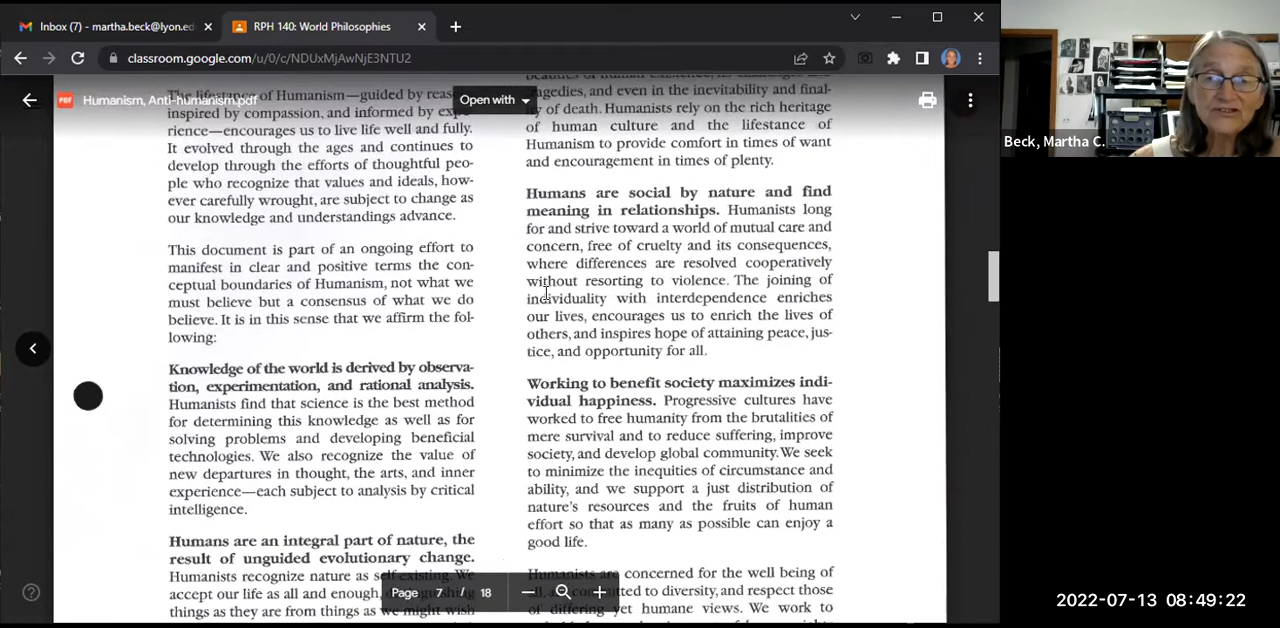 Inbox (7) - martha.beck@lyon.ed
RPH 140: World Philosophies
classroom.google.com/u/0/c/NDUxMjAwNjE3NTU2
Humanism, Anti-humanism.pdf
Open with
The lifestance of Humanism—guided by reas
inspired by compassion, and informed by exp
rience—encourages us to live life well and fully.
It evolved through the ages and continues to
develop through the efforts of thoughtful peo-
ple who recognize that values and ideals, how-
ever carefully wrought, are subject to change as
our knowledge and understandings advance.
This document is part of an ongoing effort to
manifest in clear and positive terms the con-
ceptual boundaries of Humanism, not what we
must believe but a consensus of what we do
believe. It is in this sense that we affirm the fol-
lowing:
Knowledge of the world is derived by observa-
tion, experimentation, and rational analysis.
Humanists find that science is the best method
for determining this knowledge as well as for
solving problems and developing beneficial
technologies. We also recognize the value of
new departures in thought, the arts, and inner
experience—each subject to analysis by critical
intelligence.
Humans are an integral part of nature, the
result of unguided evolutionary change.
Humanists recognize nature as self-existing. We
accept our life as all and enough,
things as they are from things as we might wish
beauties of human existence, its challenges and
tragedies, and even in the inevitability and final-
ity of death. Humanists rely on the rich heritage
of human culture and the lifestance of
Humanism to provide comfort in times of want
and encouragement in times of plenty.
Humans are social by nature and find
meaning in relationships. Humanists long
for and strive toward a world of mutual care and
concern, free of cruelty and its consequences,
where differences are resolved cooperatively
without resorting to violence. The joining of
individuality with interdependence enriches
our lives, encourages us to enrich the lives of
others, and inspires hope of attaining peace, jus-
tice, and opportunity for all.
Working to benefit society maximizes indi-
vidual happiness. Progressive cultures have
worked to free humanity from the brutalities of
mere survival and to reduce suffering, improve
society, and develop global community. We seek
to minimize the inequities of circumstance and
ability, and we support a just distribution of
nature's resources and the fruits of human
effort so that as many as possible can enjoy a
good life.
Humanists are concerned for the well being of
all, are committed to diversity, and respect those
of differing yet humane views. We work to
Page 7 / 18
Beck, Martha C.
2022-07-13 08:49:22